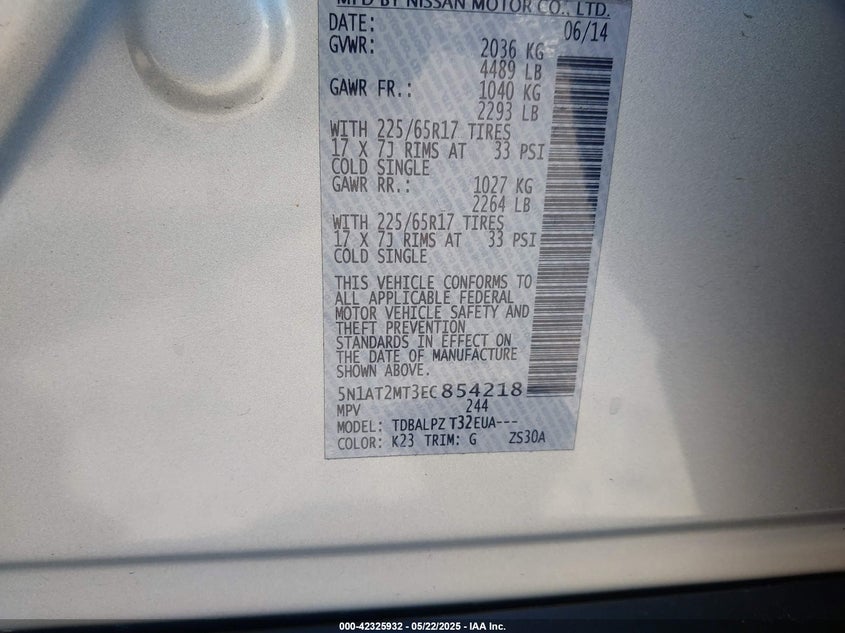 MFD BY NISSAN MOTOR CO., LTD.
DATE: 06/14
GVWR: 2036 KG
4489 LB
GAWR FR.: 1040 KG
2293 LB
WITH 225/65R17 TIRES
17 X 7J RIMS AT 33 PSI
COLD SINGLE
GAWR RR.: 1027 KG
2264 LB
WITH 225/65R17 TIRES
17 X 7J RIMS AT 33 PSI
COLD SINGLE
THIS VEHICLE CONFORMS TO
ALL APPLICABLE FEDERAL
MOTOR VEHICLE SAFETY AND
THEFT PREVENTION
STANDARDS IN EFFECT ON
THE DATE OF MANUFACTURE
SHOWN ABOVE.
5N1AT2MT3EC854218
MPV 244
MODEL: TDBALPZ T32EUA---
COLOR: K23 TRIM: G ZS30A
000-42325932 - 05/22/2025 - IAA Inc.